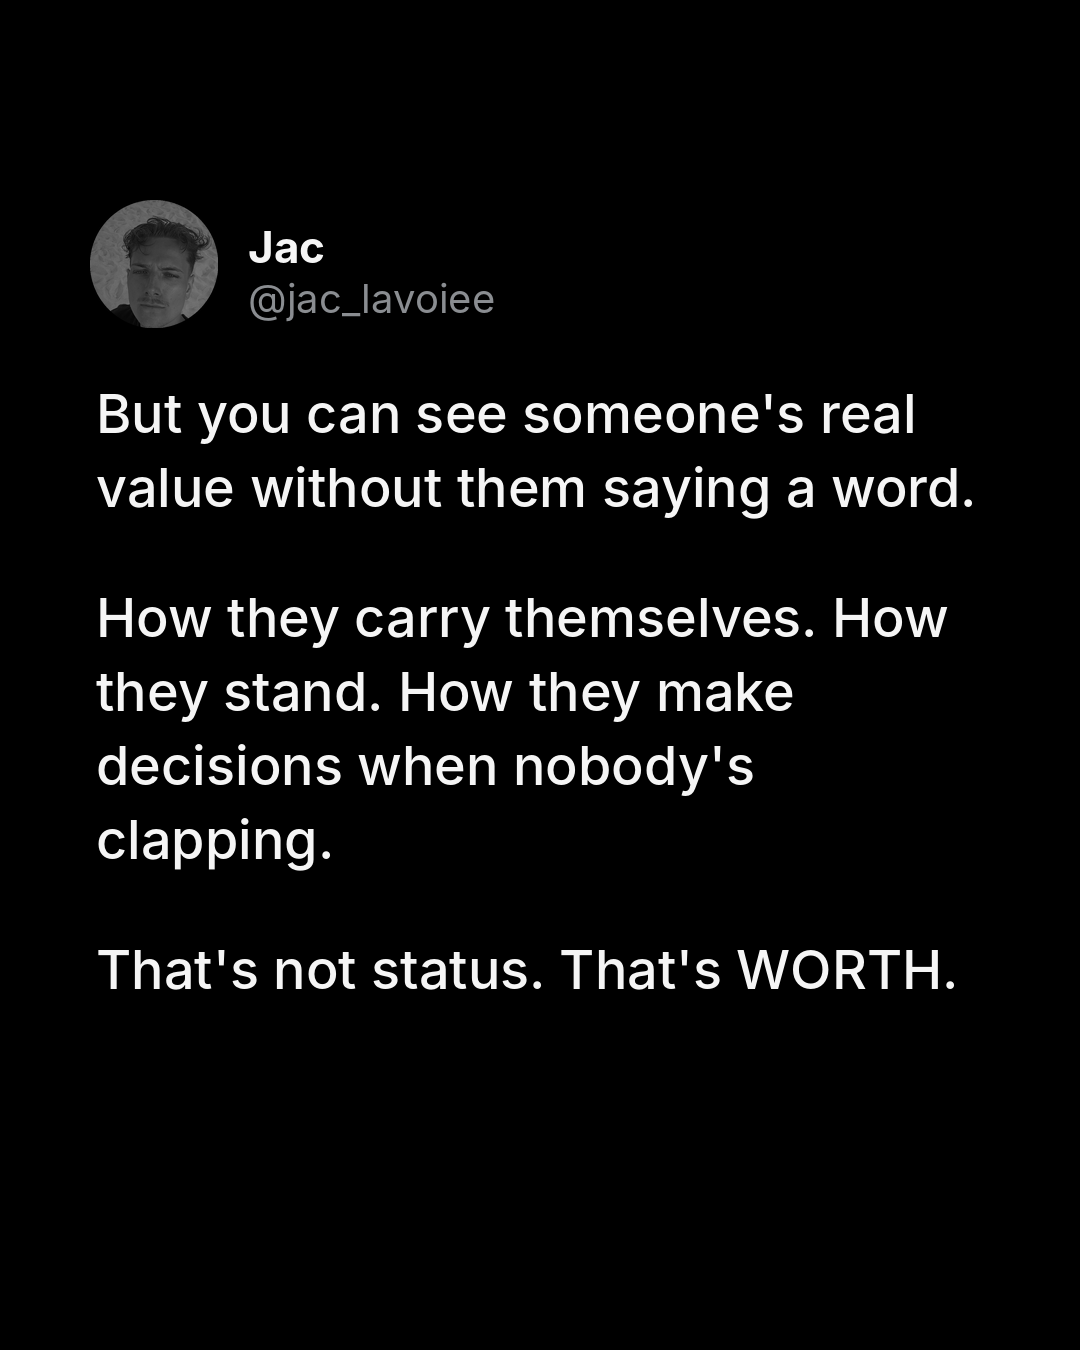 Jac
@jac_lavoiee
But you can see someone's real
value without them saying a word.
How they carry themselves. How
they stand. How they make
decisions when nobody's
clapping.
That's not status. That's WORTH.